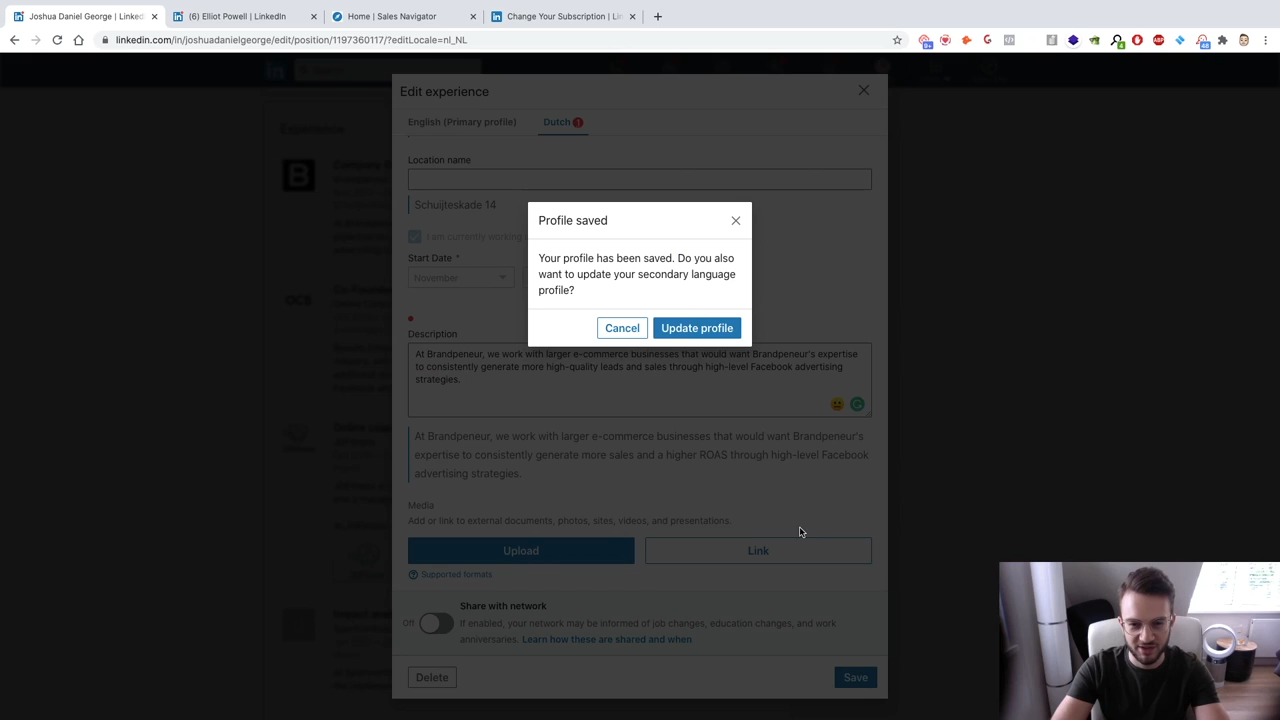 Joshua Daniel George | Linked
(6) Elliot Powell | LinkedIn
Home | Sales Navigator
Change Your Subscription | Lin
linkedin.com/in/joshuadanielgeorge/edit/position/1197360117/?editLocale=nl_NL
Edit experience
English (Primary profile)
Dutch
Experience
Location name
Schuijteskade 14
I am currently working
Start Date *
November
Profile saved
Your profile has been saved. Do you also
want to update your secondary language
profile?
Cancel
Update profile
Description
At Brandpeneur, we work with larger e-commerce businesses that would want Brandpeneur's expertise
to consistently generate more high-quality leads and sales through high-level Facebook advertising
strategies.
At Brandpeneur, we work with larger e-commerce businesses that would want Brandpeneur's
expertise to consistently generate more sales and a higher ROAS through high-level Facebook
advertising strategies.
Media
Add or link to external documents, photos, sites, videos, and presentations.
Upload
Link
Supported formats
Share with network
Off
If enabled, your network may be informed of job changes, education changes, and work
anniversaries. Learn how these are shared and when
Delete
Save